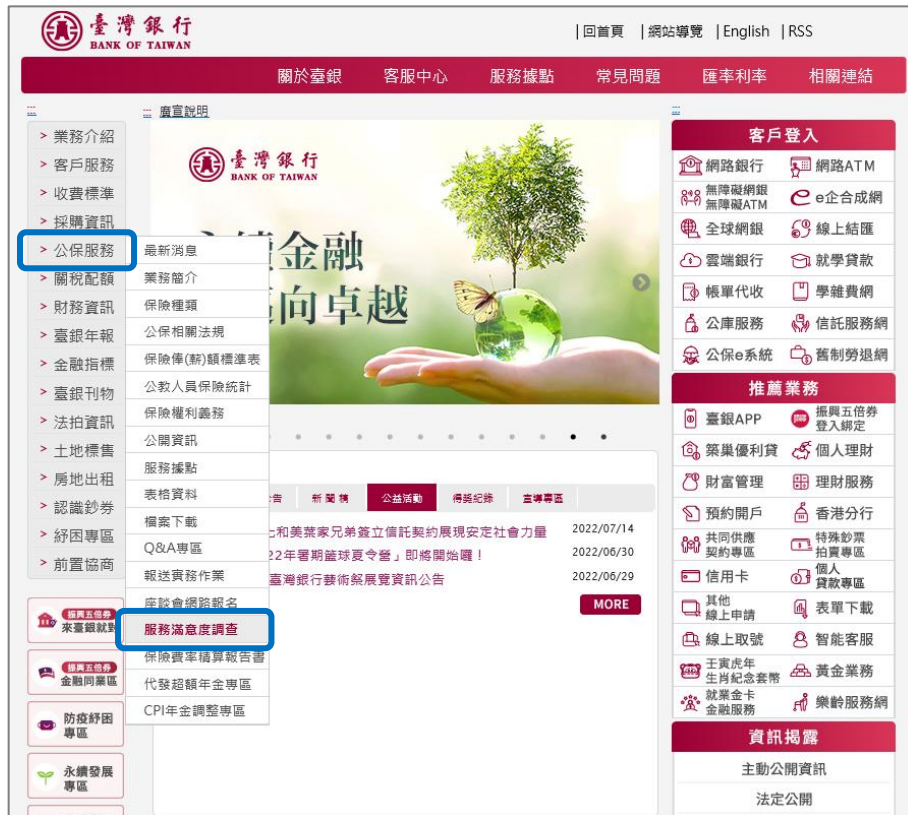 臺灣銀行
BANK OF TAIWAN
|回首頁 |網站導覽 |English |RSS
關於臺銀 客服中心 服務據點 常見問題 匯率利率 相關連結
廣宣說明
> 業務介紹
> 客戶服務
> 收費標準
> 採購資訊
> 公保服務
> 關稅配額
> 財務資訊
> 臺銀年報
> 金融指標
> 臺銀刊物
> 法拍資訊
> 土地標售
> 房地出租
> 認識鈔券
> 紓困專區
> 前置協商
振興五倍券
來臺銀就對
振興五倍券
金融同業區
防疫紓困
專區
永續發展
專區
最新消息
業務簡介
保險種類
公保相關法規
保險俸(薪)額標準表
公教人員保險統計
保險權利義務
公開資訊
服務據點
表格資料
檔案下載
Q&A專區
報送實務作業
座談會網路報名
服務滿意度調查
保險費率精算報告書
代發超額年金專區
CPI年金調整專區
臺灣銀行
BANK OF TAIWAN
金融
向卓越
告 新聞稿 公益活動 得獎紀錄 宣導專區
和美葉家兄弟簽立信託契約展現安定社會力量 2022/07/14
22年暑期籃球夏令營」即將開始囉! 2022/06/30
臺灣銀行藝術祭展覽資訊公告 2022/06/29
MORE
客戶登入
網路銀行 網路ATM
無障礙網銀
無障礙ATM
e企合成網
全球網銀 線上結匯
雲端銀行 就學貸款
帳單代收 學雜費網
公庫服務 信託服務網
公保e系統 舊制勞退網
推薦業務
臺銀APP
振興五倍券
登入綁定
築巢優利貸 個人理財
財富管理 理財服務
預約開戶 香港分行
共同供應
契約專區
特殊鈔票
拍賣專區
信用卡
個人
貸款專區
其他
線上申請
表單下載
線上取號 智能客服
王寅虎年
生肖紀念套幣
黃金業務
就業金卡
金融服務
樂齡服務網
資訊揭露
主動公開資訊
法定公開